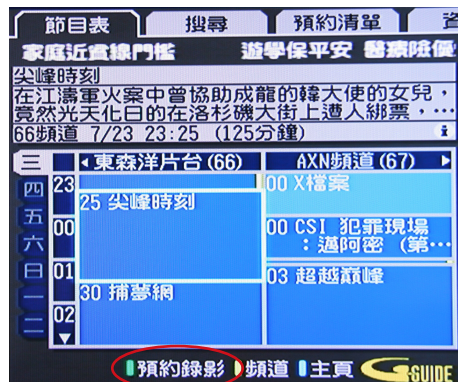 節目表 搜尋 預約清單
家庭近貧線門檻 遊學保平安 醫療險優
尖峰時刻
在江濤軍火案中曾協助成龍的韓大使的女兒，
竟然光天化日的在洛杉磯大街上遭人綁票，…
66頻道 7/23 23:25 (125分鐘) i
三 東森洋片台(66) AXN頻道(67)
四 23 00 X檔案
25 尖峰時刻
五 00 00 CSI 犯罪現場
六 ：邁阿密 (第…
日 01 03 超越巔峰
一 30 捕夢網
二 02
預約錄影 頻道 主頁 G-GUIDE